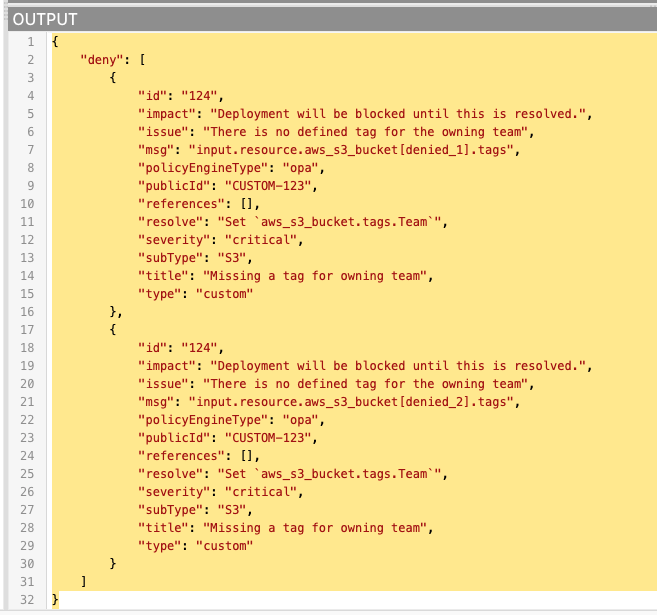 OUTPUT
1 {
2     "deny": [
3         {
4             "id": "124",
5             "impact": "Deployment will be blocked until this is resolved.",
6             "issue": "There is no defined tag for the owning team",
7             "msg": "input.resource.aws_s3_bucket[denied_1].tags",
8             "policyEngineType": "opa",
9             "publicId": "CUSTOM-123",
10             "references": [],
11             "resolve": "Set `aws_s3_bucket.tags.Team`",
12             "severity": "critical",
13             "subType": "S3",
14             "title": "Missing a tag for owning team",
15             "type": "custom"
16         },
17         {
18             "id": "124",
19             "impact": "Deployment will be blocked until this is resolved.",
20             "issue": "There is no defined tag for the owning team",
21             "msg": "input.resource.aws_s3_bucket[denied_2].tags",
22             "policyEngineType": "opa",
23             "publicId": "CUSTOM-123",
24             "references": [],
25             "resolve": "Set `aws_s3_bucket.tags.Team`",
26             "severity": "critical",
27             "subType": "S3",
28             "title": "Missing a tag for owning team",
29             "type": "custom"
30         }
31     ]
32 }